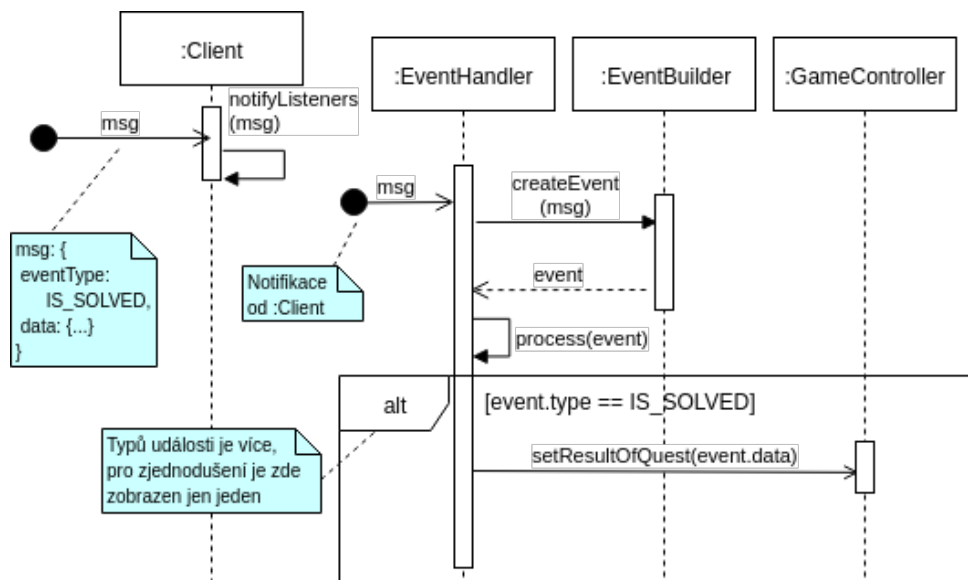 :Client
:EventHandler
:EventBuilder
:GameController
notifyListeners
(msg)
msg
msg
createEvent
(msg)
msg: {
eventType:
IS_SOLVED,
data: {...}
}
Notifikace
od :Client
event
process(event)
alt
[event.type == IS_SOLVED]
Typů události je více,
pro zjednodušení je zde
zobrazen jen jeden
setResultOfQuest(event.data)